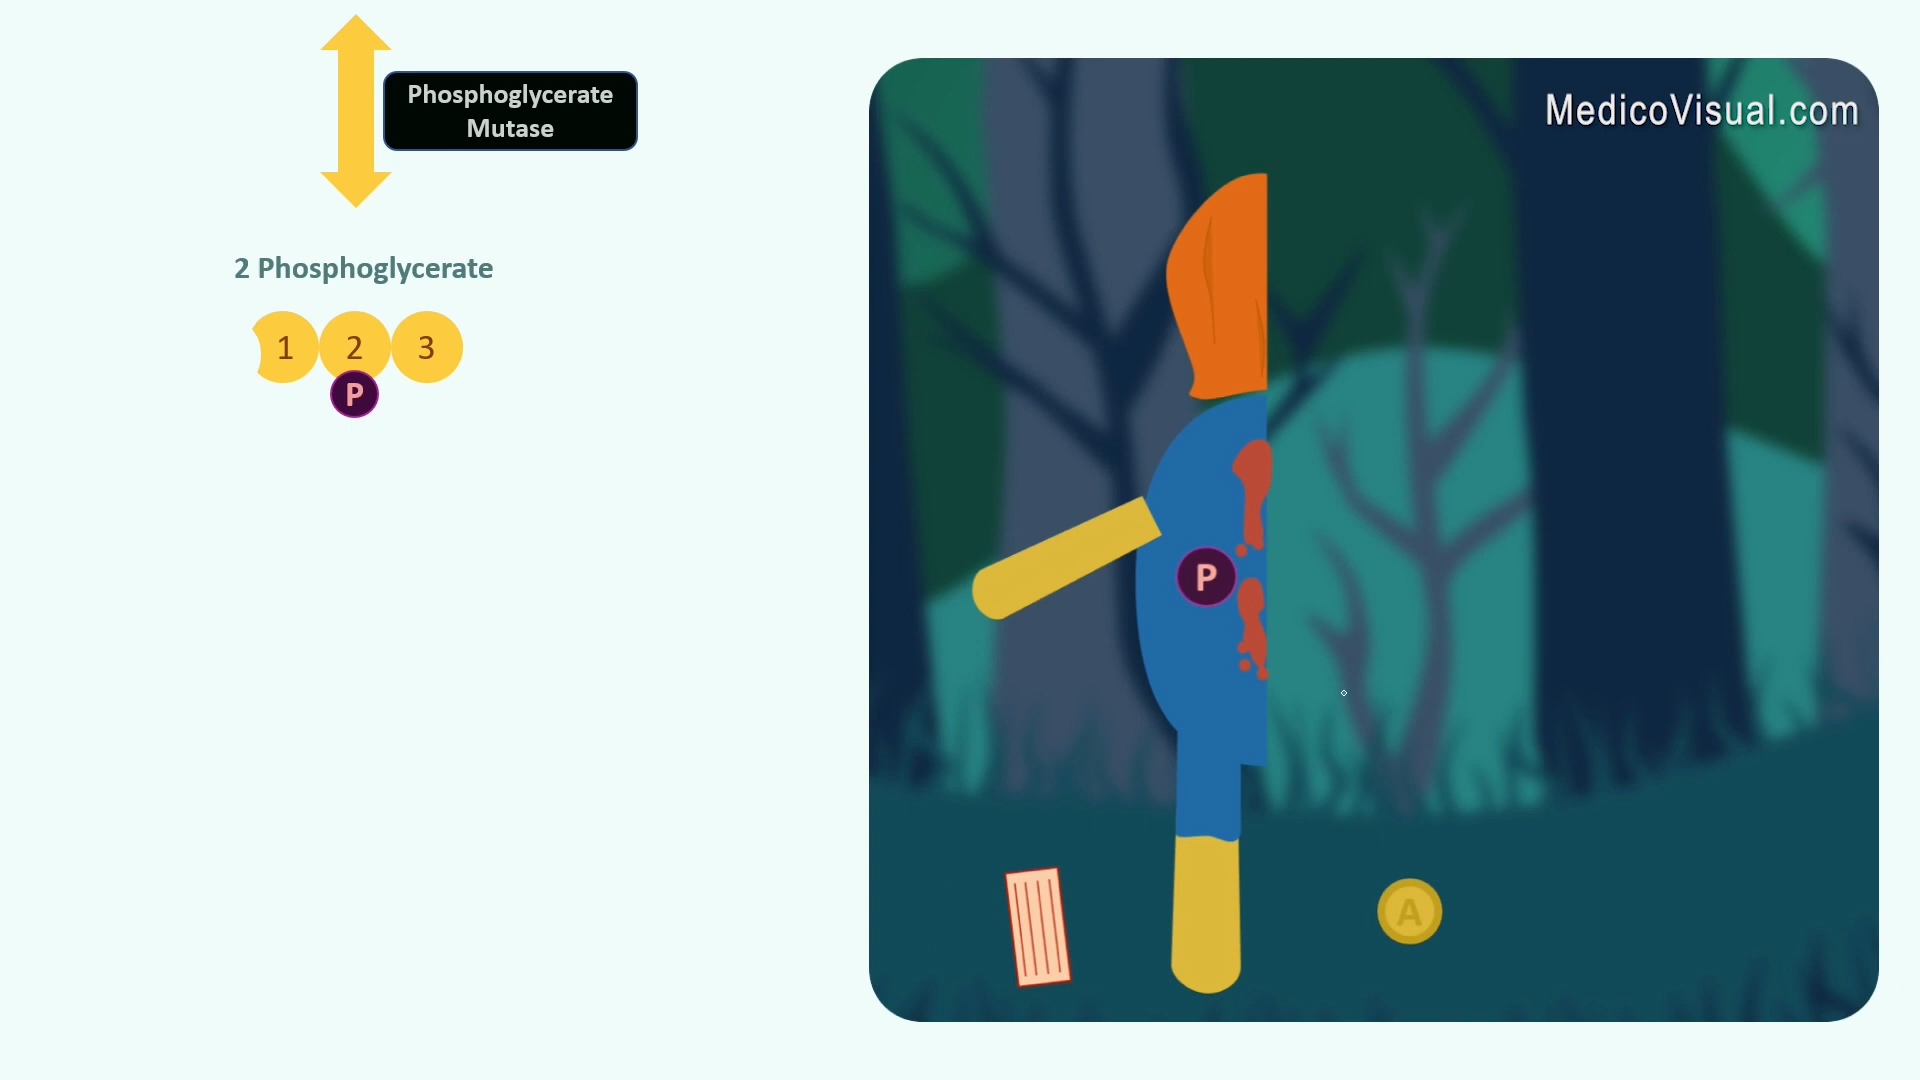 Phosphoglycerate
Mutase
2 Phosphoglycerate
1 2 3
P
MedicoVisual.com
P
A